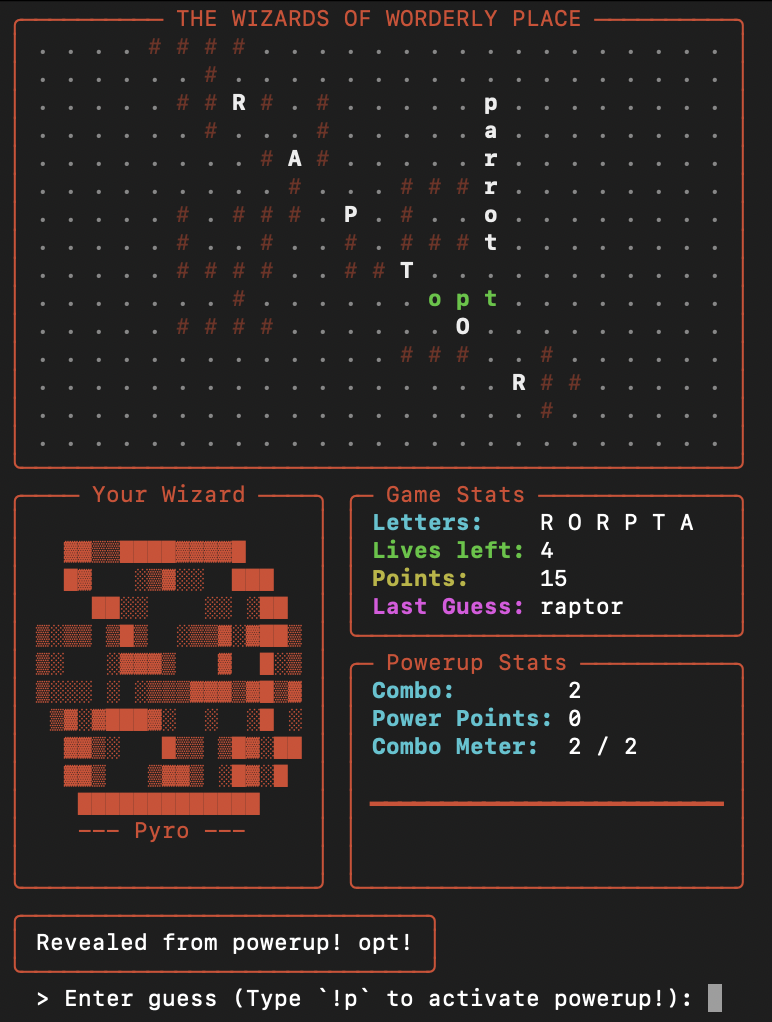 THE WIZARDS OF WORDERLY PLACE
. . . . # # # # . . . . . . . . . . . . . . . . .
. . . . . . # . . . . . . . . . . . . . . . . . .
. . . . . # # R # . # . . . . . p . . . . . . . .
. . . . . . # . . . # . . . . . a . . . . . . . .
. . . . . . . . # A # . . . . . r . . . . . . . .
. . . . . . . . . # . . . # # # r . . . . . . . .
. . . . . # . # # # . P . # . . o . . . . . . . .
. . . . . # . . # . . # . # # # t . . . . . . . .
. . . . . # # # # . . # # T . . . . . . . . . . .
. . . . . . . # . . . . . . o p t . . . . . . . .
. . . . . # # # # . . . . . . O . . . . . . . . .
. . . . . . . . . . . . . # # # . . # . . . . . .
. . . . . . . . . . . . . . . . . R # # . . . . .
. . . . . . . . . . . . . . . . . . # . . . . . .
. . . . . . . . . . . . . . . . . . . . . . . . .
Your Wizard
--- Pyro ---
Game Stats
Letters: R O R P T A
Lives left: 4
Points: 15
Last Guess: raptor
Powerup Stats
Combo: 2
Power Points: 0
Combo Meter: 2 / 2
Revealed from powerup! opt!
> Enter guess (Type `!p` to activate powerup!):